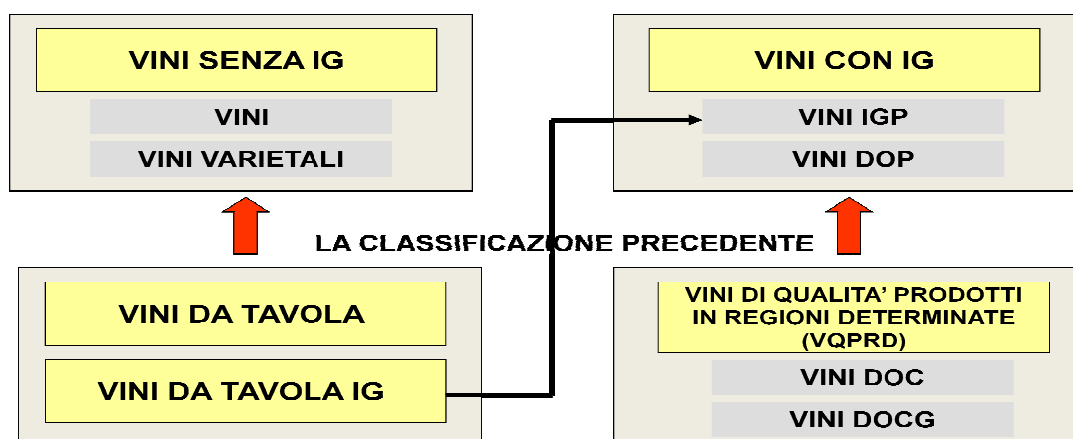 VINI SENZA IG
VINI
VINI VARIETALI
VINI CON IG
VINI IGP
VINI DOP
LA CLASSIFICAZIONE PRECEDENTE
VINI DA TAVOLA
VINI DA TAVOLA IG
VINI DI QUALITA’ PRODOTTI
IN REGIONI DETERMINATE
(VQPRD)
VINI DOC
VINI DOCG